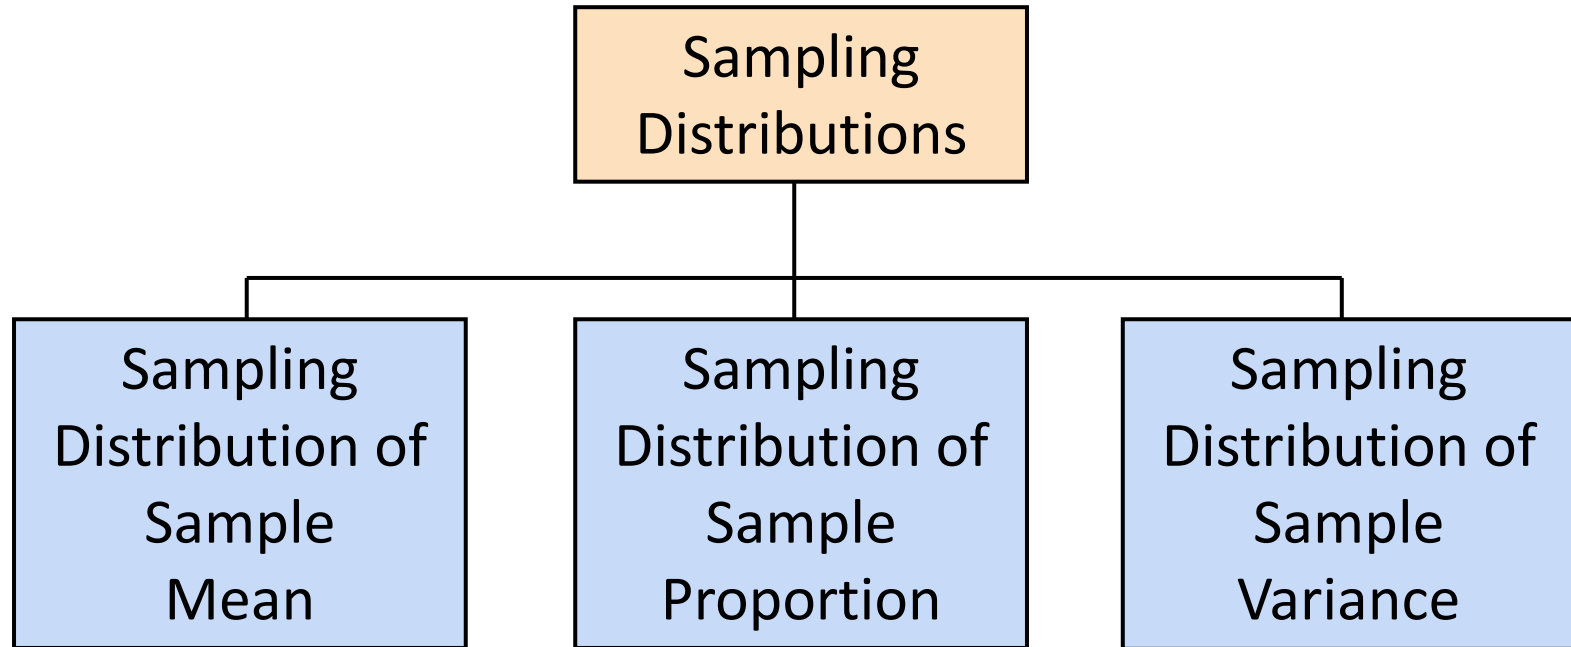 Sampling
Distributions
Sampling
Distribution of
Sample
Mean
Sampling
Distribution of
Sample
Proportion
Sampling
Distribution of
Sample
Variance